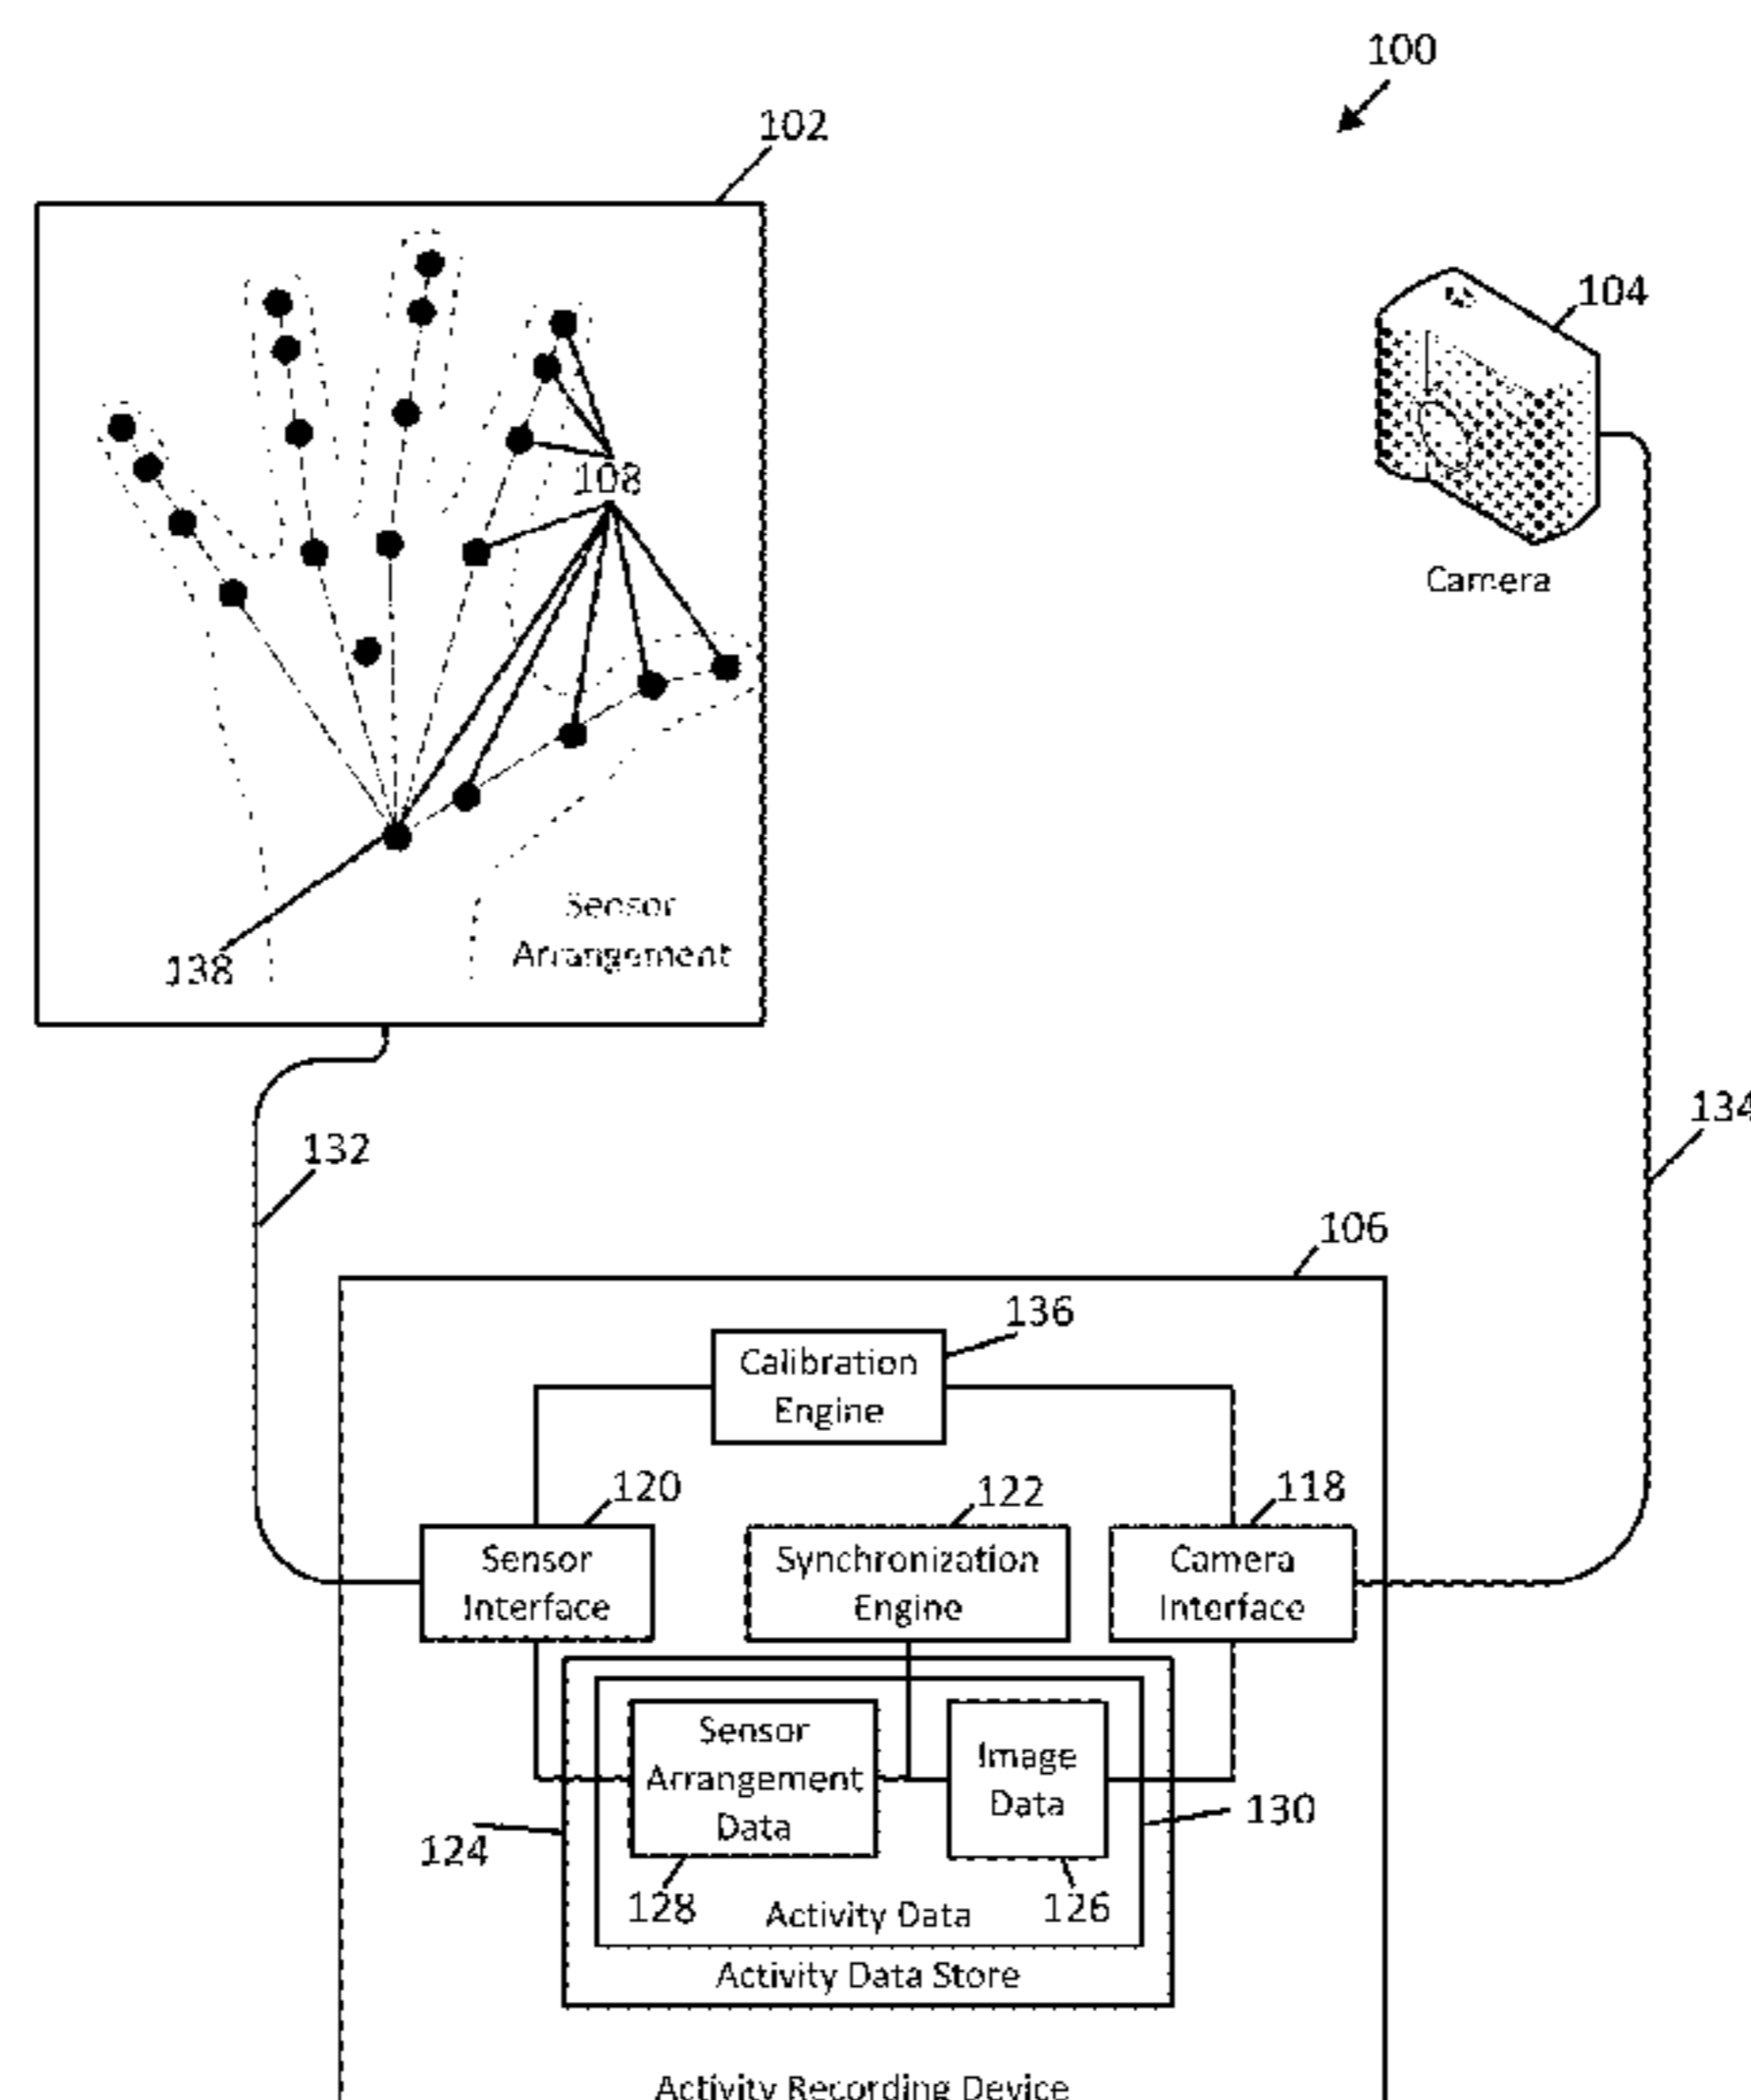 100
102
104
108
Camera
Sensor
Arrangement
138
134
132
106
136
Calibration
Engine
120
122
118
Sensor
Interface
Synchronization
Engine
Camera
Interface
Sensor
Arrangement
Data
Image
Data
130
124
128
126
Activity Data
Activity Data Store
Activity Recording Device